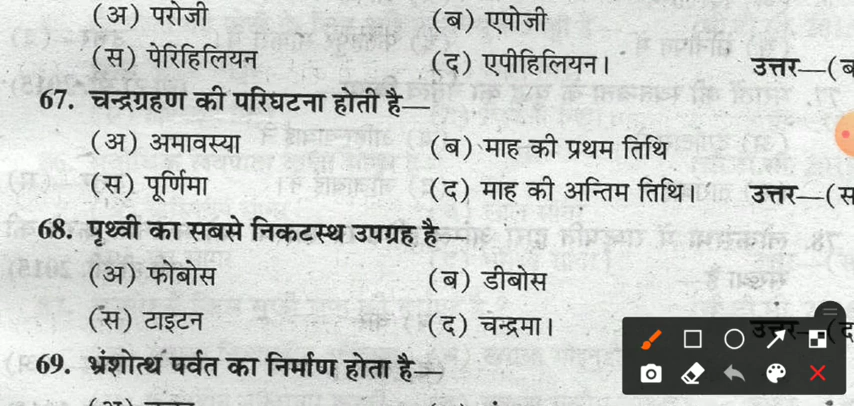 (अ) परोजी (ब) एपोजी
(स) पेरिहिलियन (द) एपीहिलियन। उत्तर—(ब
67. चन्द्रग्रहण की परिघटना होती है—
(अ) अमावस्या (ब) माह की प्रथम तिथि
(स) पूर्णिमा (द) माह की अन्तिम तिथि। उत्तर—(स
68. पृथ्वी का सबसे निकटस्थ उपग्रह है—
(अ) फोबोस (ब) डीबोस
(स) टाइटन (द) चन्द्रमा। उत्तर—(द
69. भ्रंशोत्थ पर्वत का निर्माण होता है—